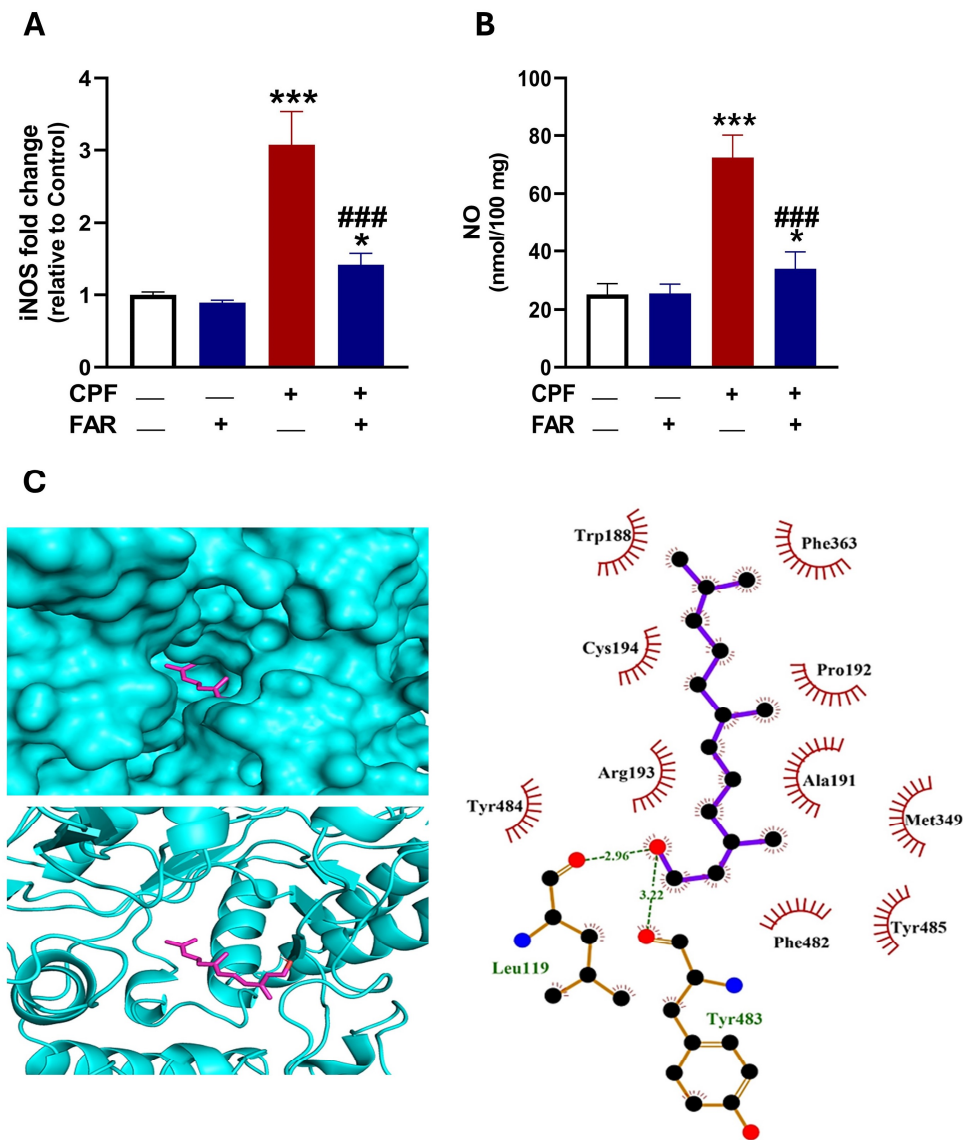 A
iNOS fold change
(relative to Control)
4
3
2
1
0
***
###
*
CPF — — + +
FAR — + — +
B
NO
(nmol/100 mg)
100
80
60
40
20
0
***
###
*
CPF — — + +
FAR — + — +
C
Trp188
Phe363
Cys194
Pro192
Arg193
Ala191
Tyr484
Met349
2.96
3.22
Phe482
Tyr485
Leu119
Tyr483